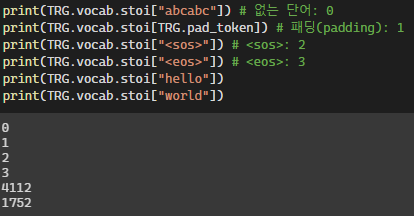 print(TRG.vocab.stoi["abcabc"]) # 없는 단어: 0
print(TRG.vocab.stoi[TRG.pad_token]) # 패딩(padding): 1
print(TRG.vocab.stoi["<sos>"]) # <sos>: 2
print(TRG.vocab.stoi["<eos>"]) # <eos>: 3
print(TRG.vocab.stoi["hello"])
print(TRG.vocab.stoi["world"])
0
1
2
3
4112
1752